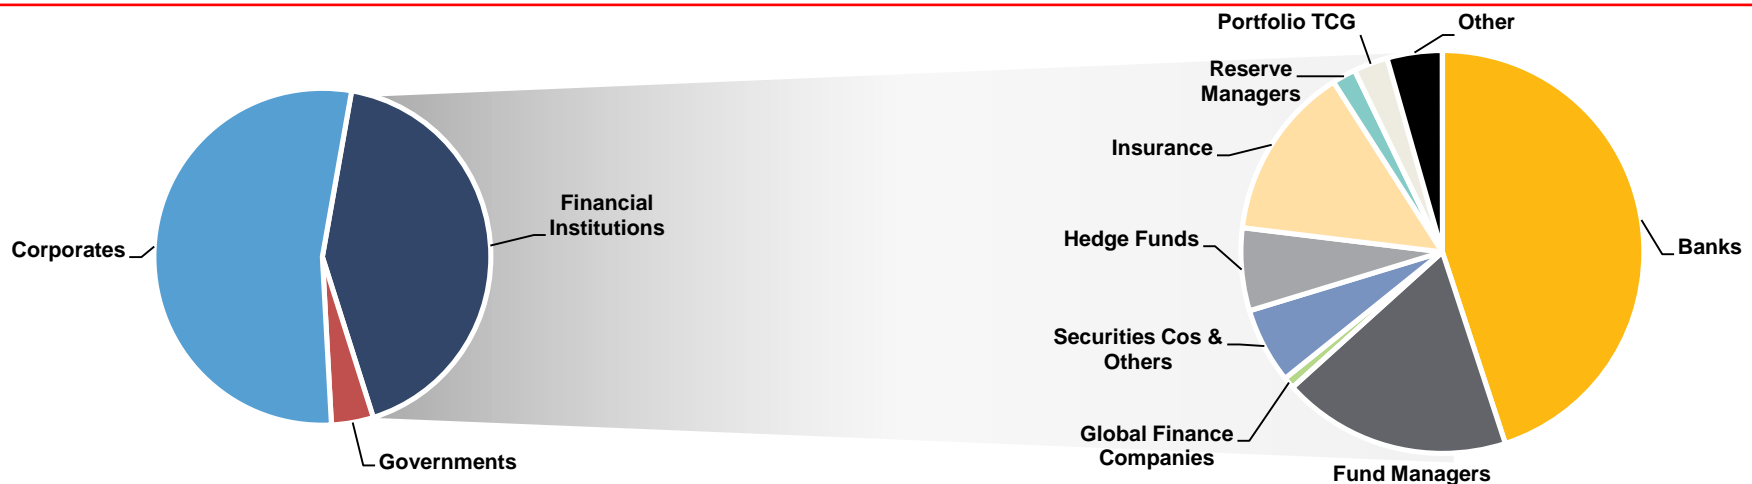 Portfolio TCG
Other
Reserve
Managers
Insurance
Financial
Institutions
Corporates
Hedge Funds
Banks
Securities Cos &
Others
Global Finance
Companies
Governments
Fund Managers